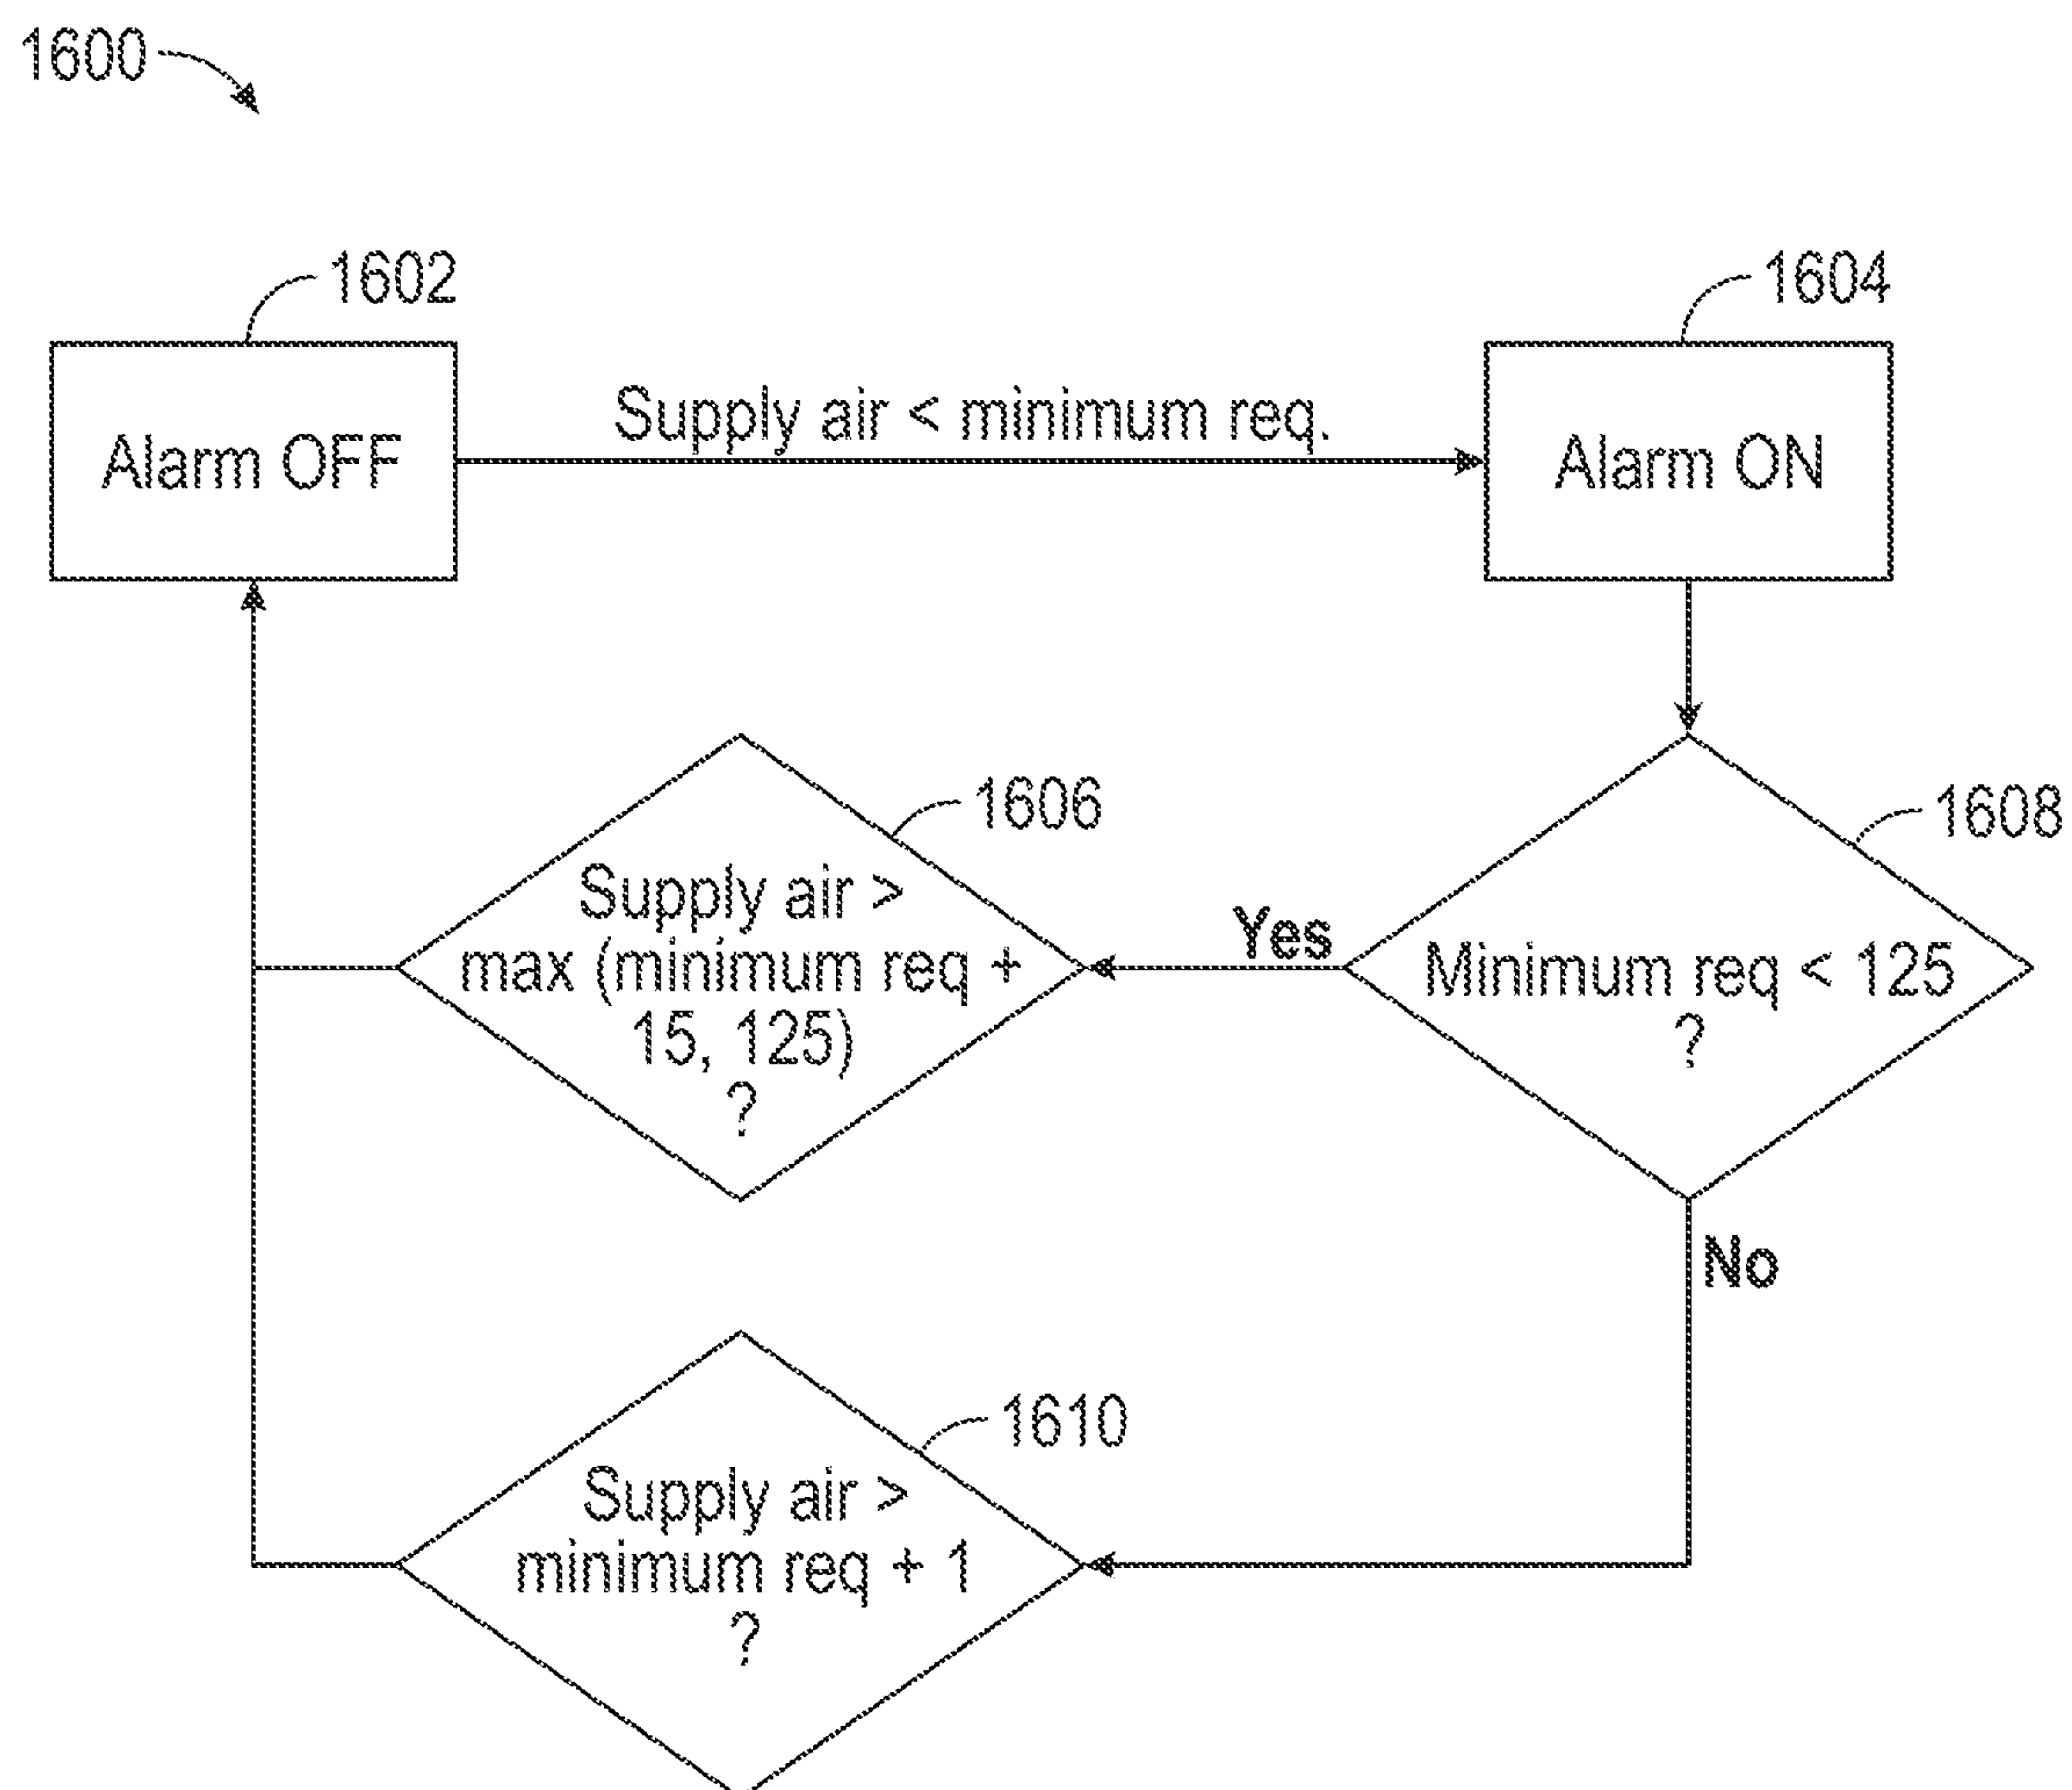 1600
1602
1604
Alarm OFF
Supply air < minimum req.
Alarm ON
1606
1608
Supply air >
max (minimum req +
15, 125)
?
Yes
Minimum req < 125
?
No
1610
Supply air >
minimum req + 1
?